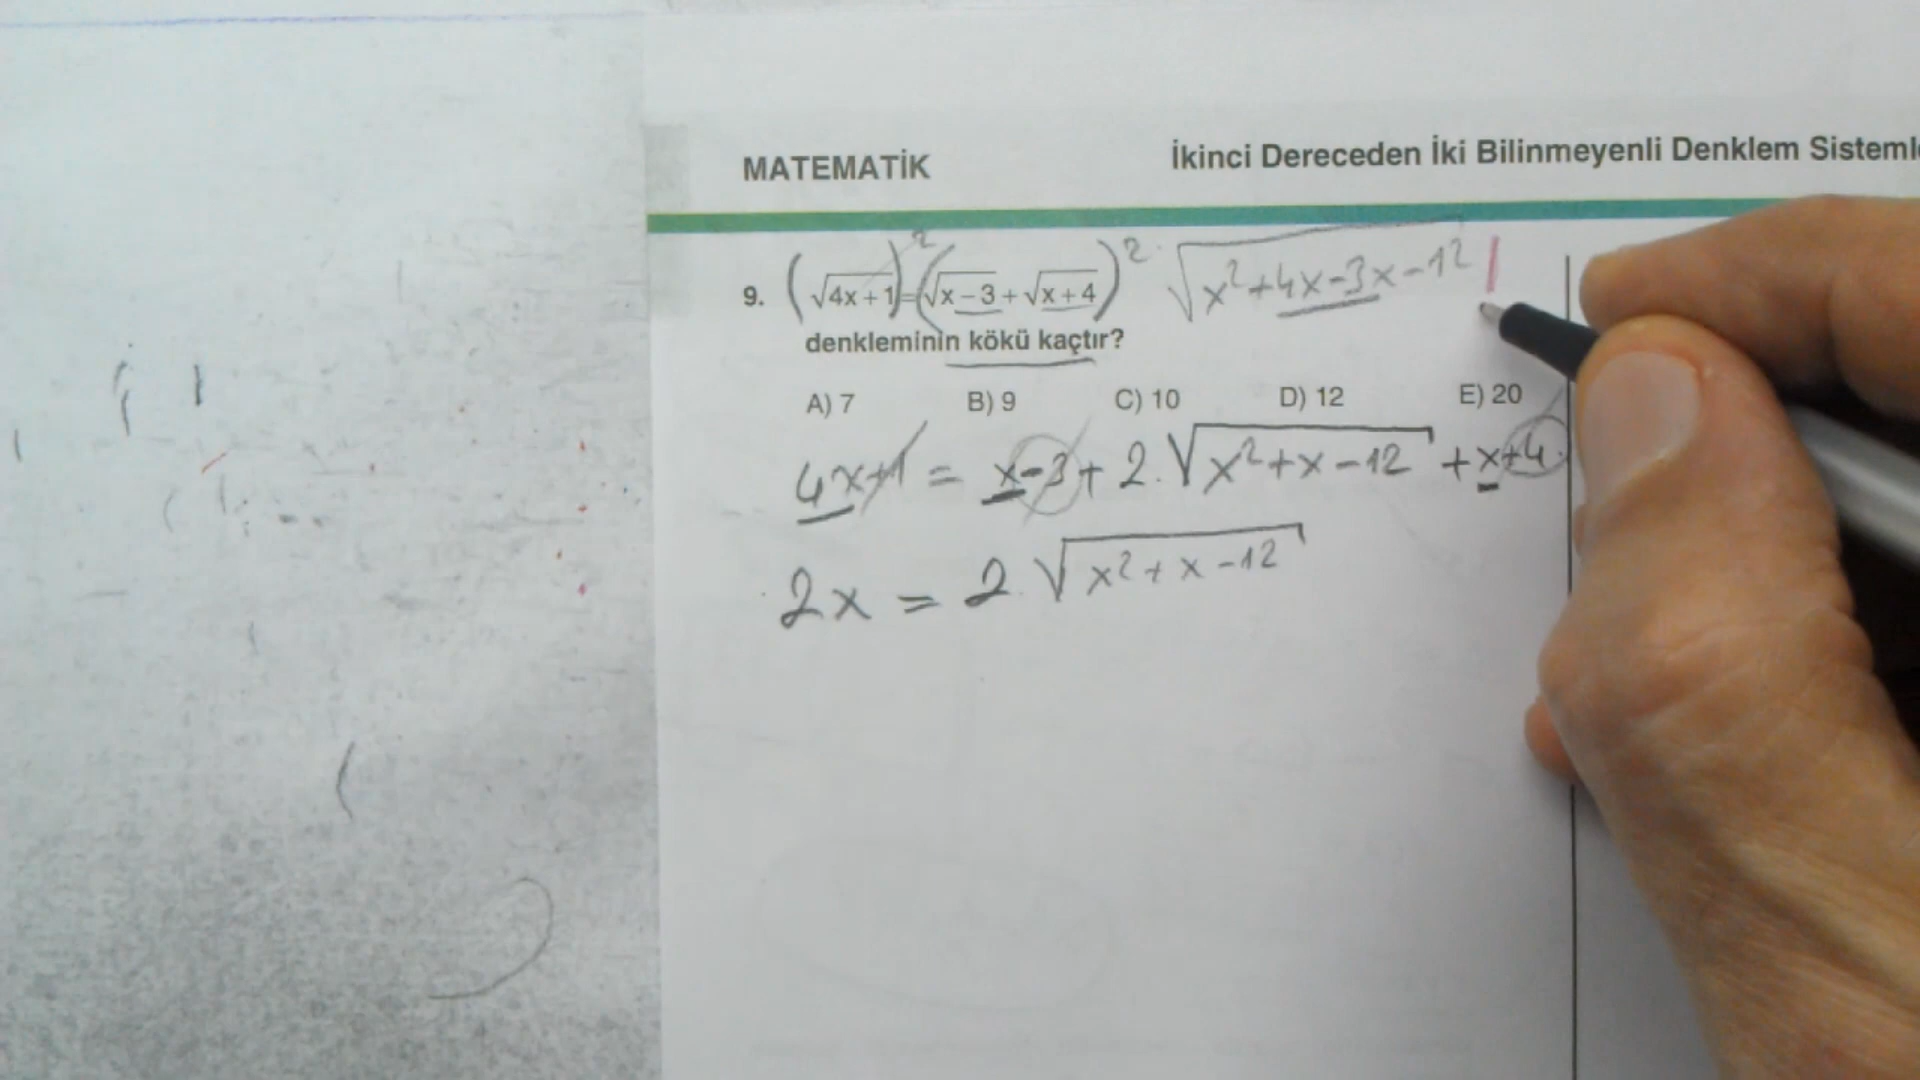 MATEMATİK
İkinci Dereceden İki Bilinmeyenli Denklem
9. (√4x+1)² = (√x−3 + √x+4)² √x²+4x−3x−12
denkleminin kökü kaçtır?
A) 7 B) 9 C) 10 D) 12 E) 20
4x+1 = x−3+2.√x²+x−12 +x+4
2x = 2.√x²+x−12